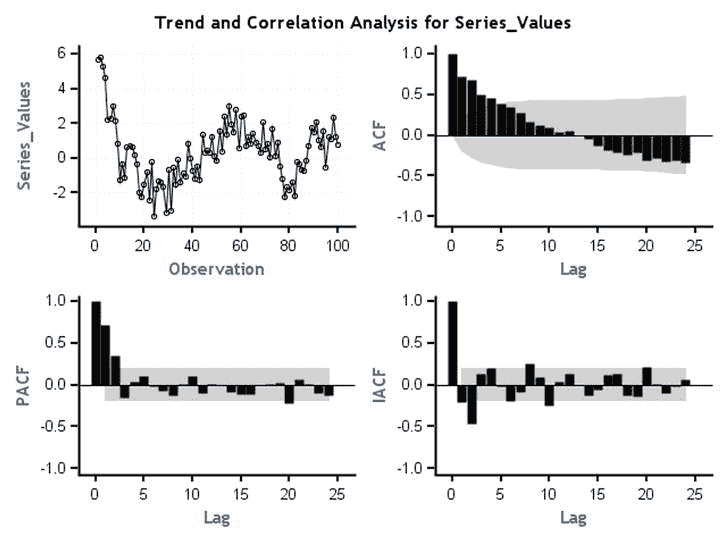 Trend and Correlation Analysis for Series_Values
Series_Values
6
4
2
0
-2
0 20 40 60 80 100
Observation
ACF
1.0
0.5
0.0
-0.5
-1.0
0 5 10 15 20 25
Lag
PACF
1.0
0.5
0.0
-0.5
-1.0
0 5 10 15 20 25
Lag
IACF
1.0
0.5
0.0
-0.5
-1.0
0 5 10 15 20 25
Lag